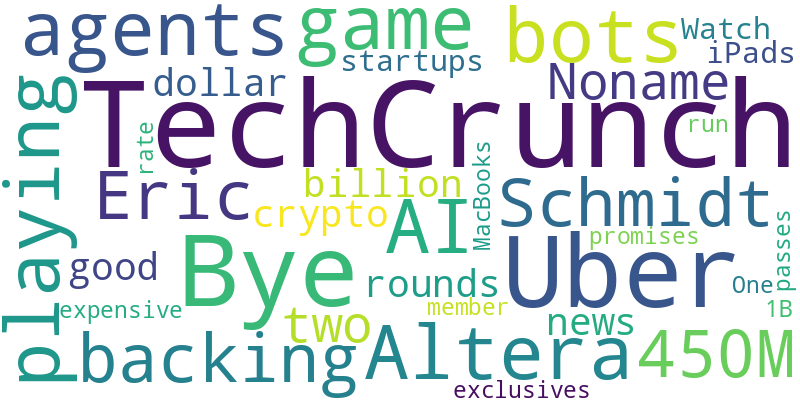 agents game bots Watch
startups iPads
dollar Noname
TechCrunch
playing rate run
Eric billion AI MacBooks Schmidt
crypto promises passes
good Bye rounds Uber One
expensive two member news 1B
backing Altera 450M
exclusives